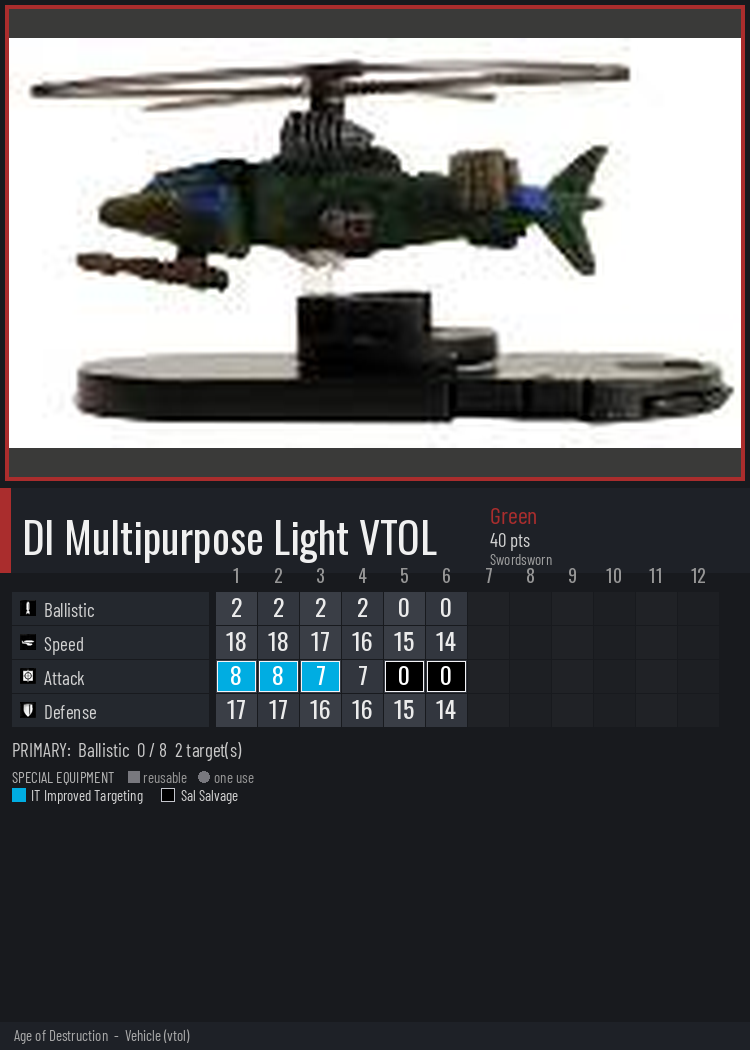 DI Multipurpose Light VTOL
Green
40 pts
Swordsworn
1 2 3 4 5 6 7 8 9 10 11 12
Ballistic 2 2 2 2 0 0
Speed 18 18 17 16 15 14
Attack 8 8 7 7 0 0
Defense 17 17 16 16 15 14
PRIMARY: Ballistic 0 / 8 2 target(s)
SPECIAL EQUIPMENT reusable one use
IT Improved Targeting Sal Salvage
Age of Destruction - Vehicle (vtol)